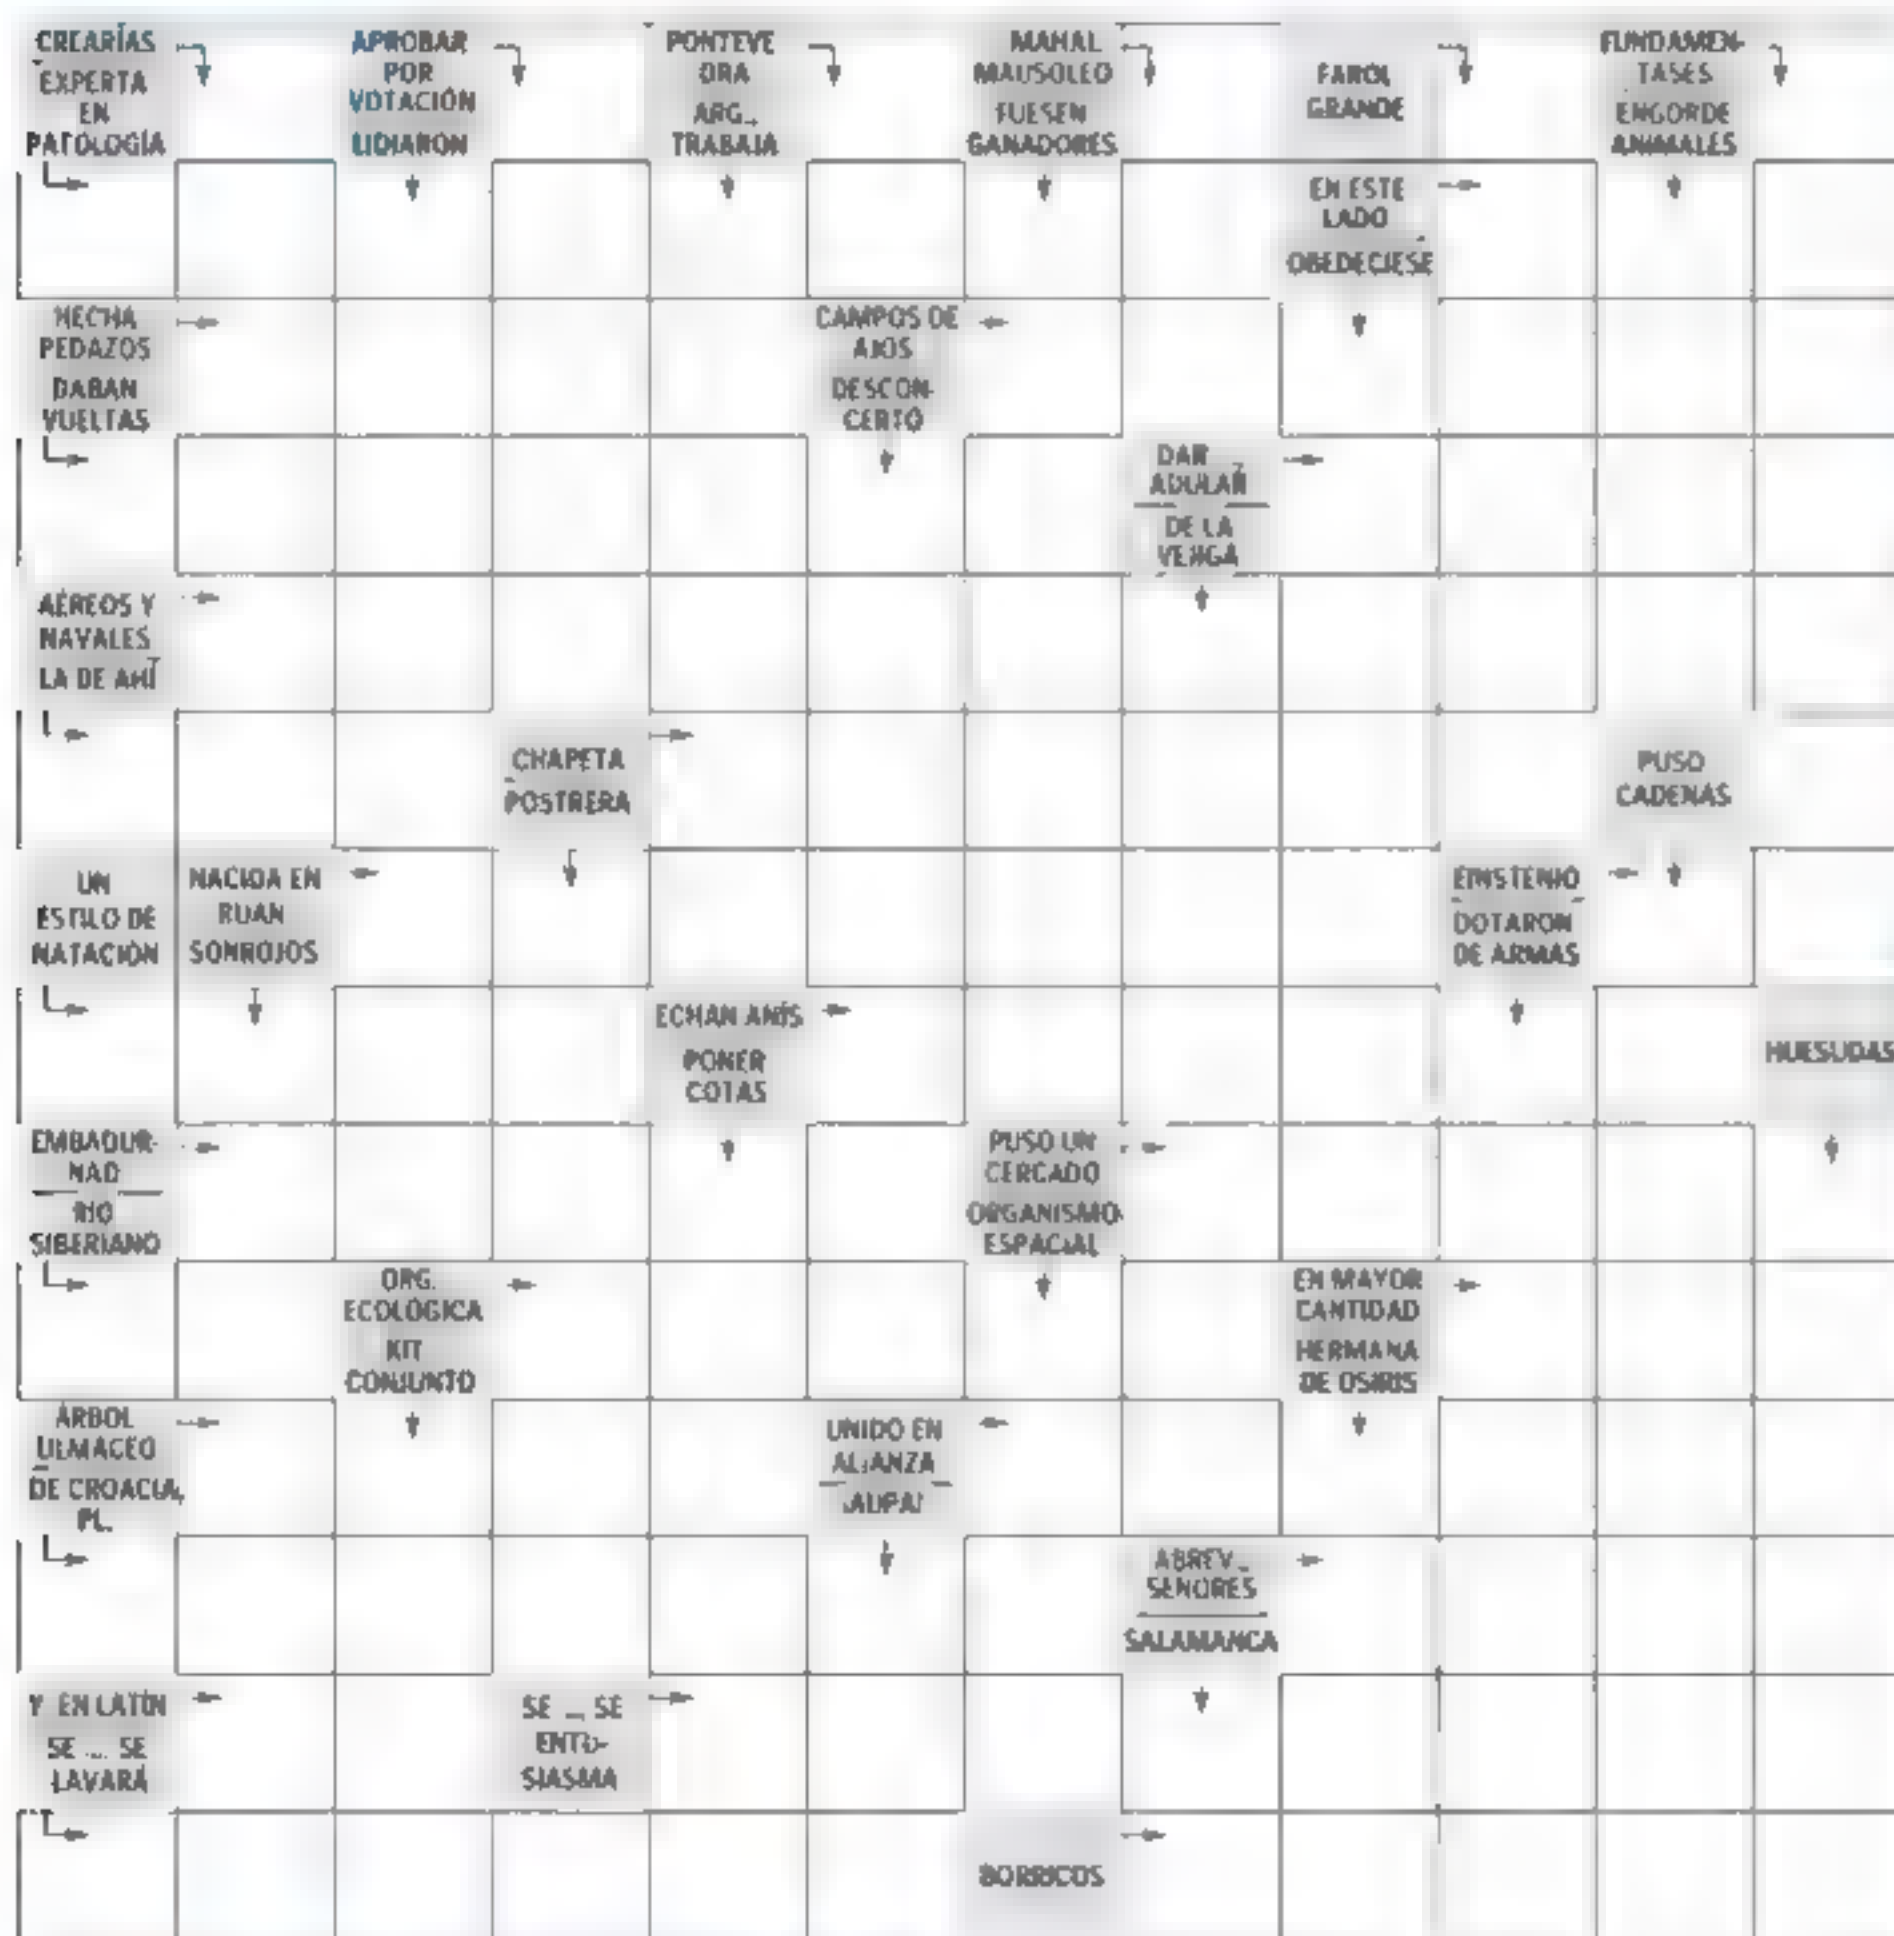 CREARÍAS
EXPERTA
EN
PATOLOGÍA
APROBAR
POR
VOTACIÓN
LIDIARON
PONTEVE
DRA
ARG.,
TRABAJA
MAHAL
MAUSOLEO
FUESEN
GANADORES
FAROL
GRANDE
FUNDAMEN-
TASES
ENGORDE
ANIMALES
EN ESTE
LADO
OBEDECIESE
HECHA
PEDAZOS
DABAN
VUELTAS
CAMPOS DE
AJOS
DESCON-
CERTÓ
DAR _,
ADULAR
DE LA
VERGA
AÉREOS Y
NAVALES
LA DE AHÍ
CHAPETA
POSTRERA
PUSO
CADENAS
UN
ESTILO DE
NATACIÓN
NACIDA EN
RUAN
SONROJOS
EINSTENIO
DOTARON
DE ARMAS
ECHAN ANÍS
PONER
COTAS
HUESUDAS
EMBADUR-
NAD
RÍO
SIBERIANO
PUSO UN
CERCADO
ORGANISMO
ESPACIAL
ORG.
ECOLÓGICA
KIT
CONJUNTO
EN MAYOR
CANTIDAD
HERMANA
DE OSIRIS
ÁRBOL
ULMÁCEO
DE CROACIA,
PL.
UNIDO EN
ALIANZA
¡AUPA!
ABREV.,
SEÑORES
SALAMANCA
Y EN LATÍN
SE ... SE
LAVARÁ
SE ... SE
ENTU-
SIASMA
BORRICOS